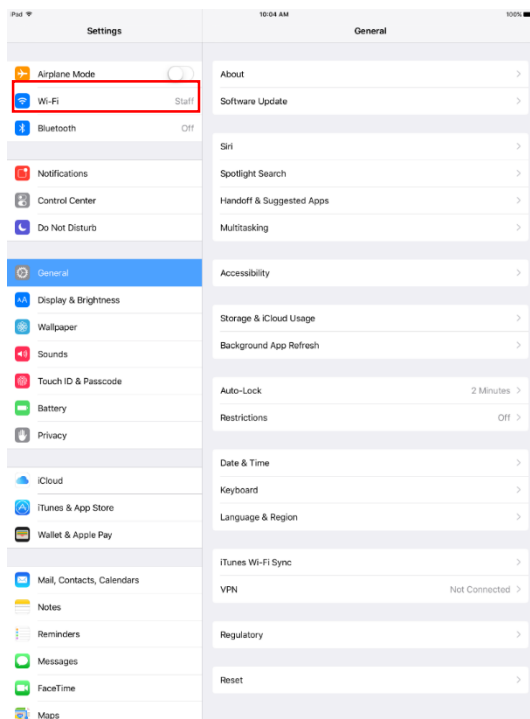 iPad
10:04 AM
100%
Settings
General
Airplane Mode
Wi-Fi Staff
Bluetooth Off
Notifications
Control Center
Do Not Disturb
General
Display & Brightness
Wallpaper
Sounds
Touch ID & Passcode
Battery
Privacy
iCloud
iTunes & App Store
Wallet & Apple Pay
Mail, Contacts, Calendars
Notes
Reminders
Messages
FaceTime
Maps
About
Software Update
Siri
Spotlight Search
Handoff & Suggested Apps
Multitasking
Accessibility
Storage & iCloud Usage
Background App Refresh
Auto-Lock 2 Minutes
Restrictions Off
Date & Time
Keyboard
Language & Region
iTunes Wi-Fi Sync
VPN Not Connected
Regulatory
Reset